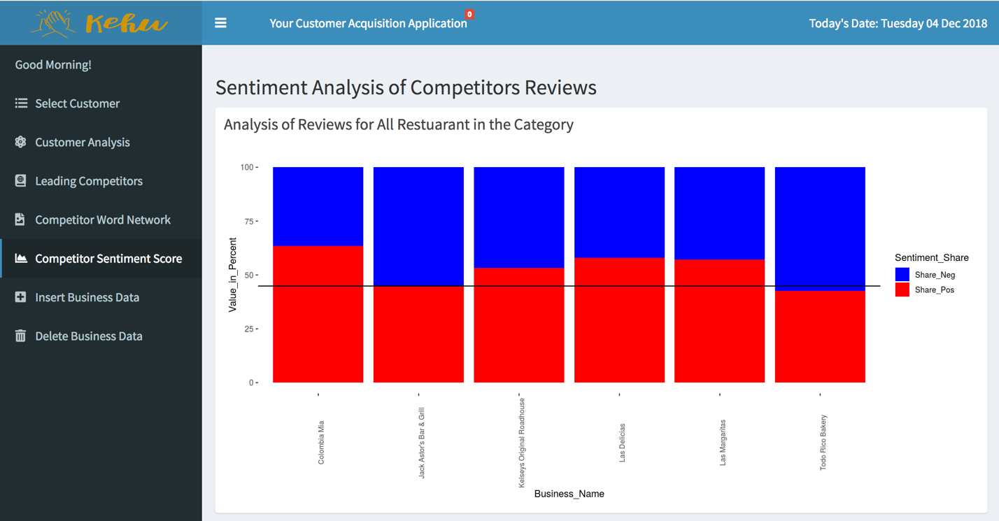 Kehu
Your Customer Acquisition Application
0
Today's Date: Tuesday 04 Dec 2018
Good Morning!
Select Customer
Customer Analysis
Leading Competitors
Competitor Word Network
Competitor Sentiment Score
Insert Business Data
Delete Business Data
Sentiment Analysis of Competitors Reviews
Analysis of Reviews for All Restuarant in the Category
Value_in_Percent
100
75
50
25
0
Colombia Mia
Jack Astor's Bar & Grill
Kelseys Original Roadhouse
Las Delicias
Las Margaritas
Todo Rico Bakery
Business_Name
Sentiment_Share
Share_Neg
Share_Pos